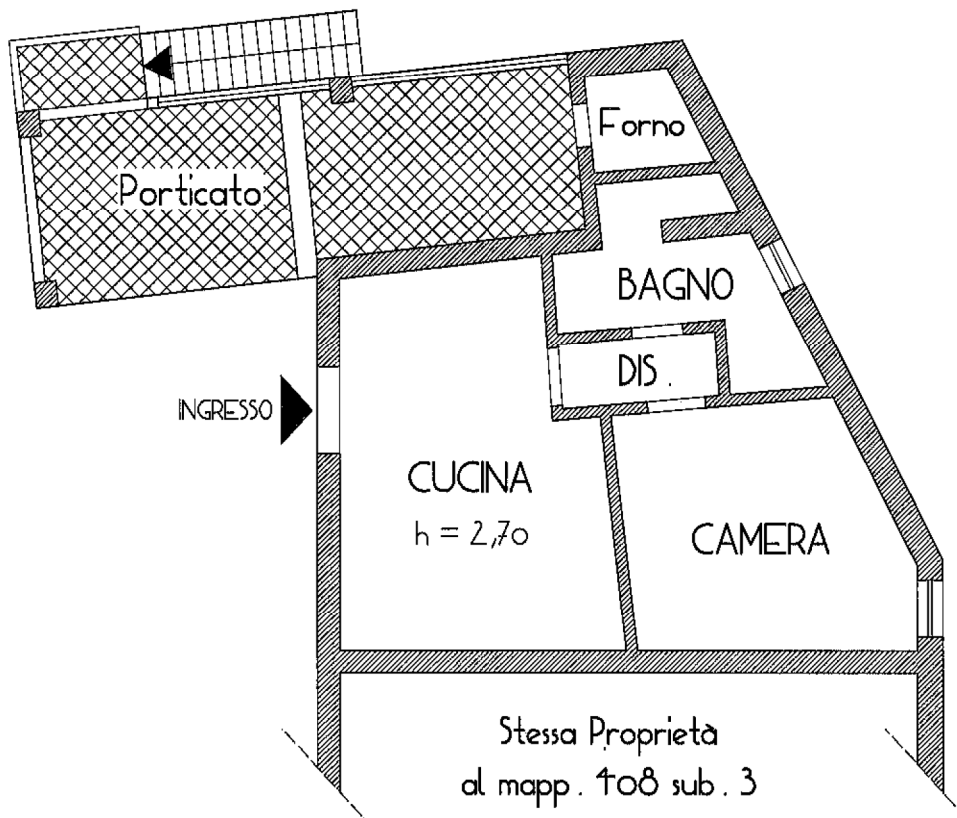 Forno
Porticato
BAGNO
DIS.
INGRESSO
CUCINA
h = 2,70
CAMERA
Stessa Proprietà
al mapp. 408 sub. 3